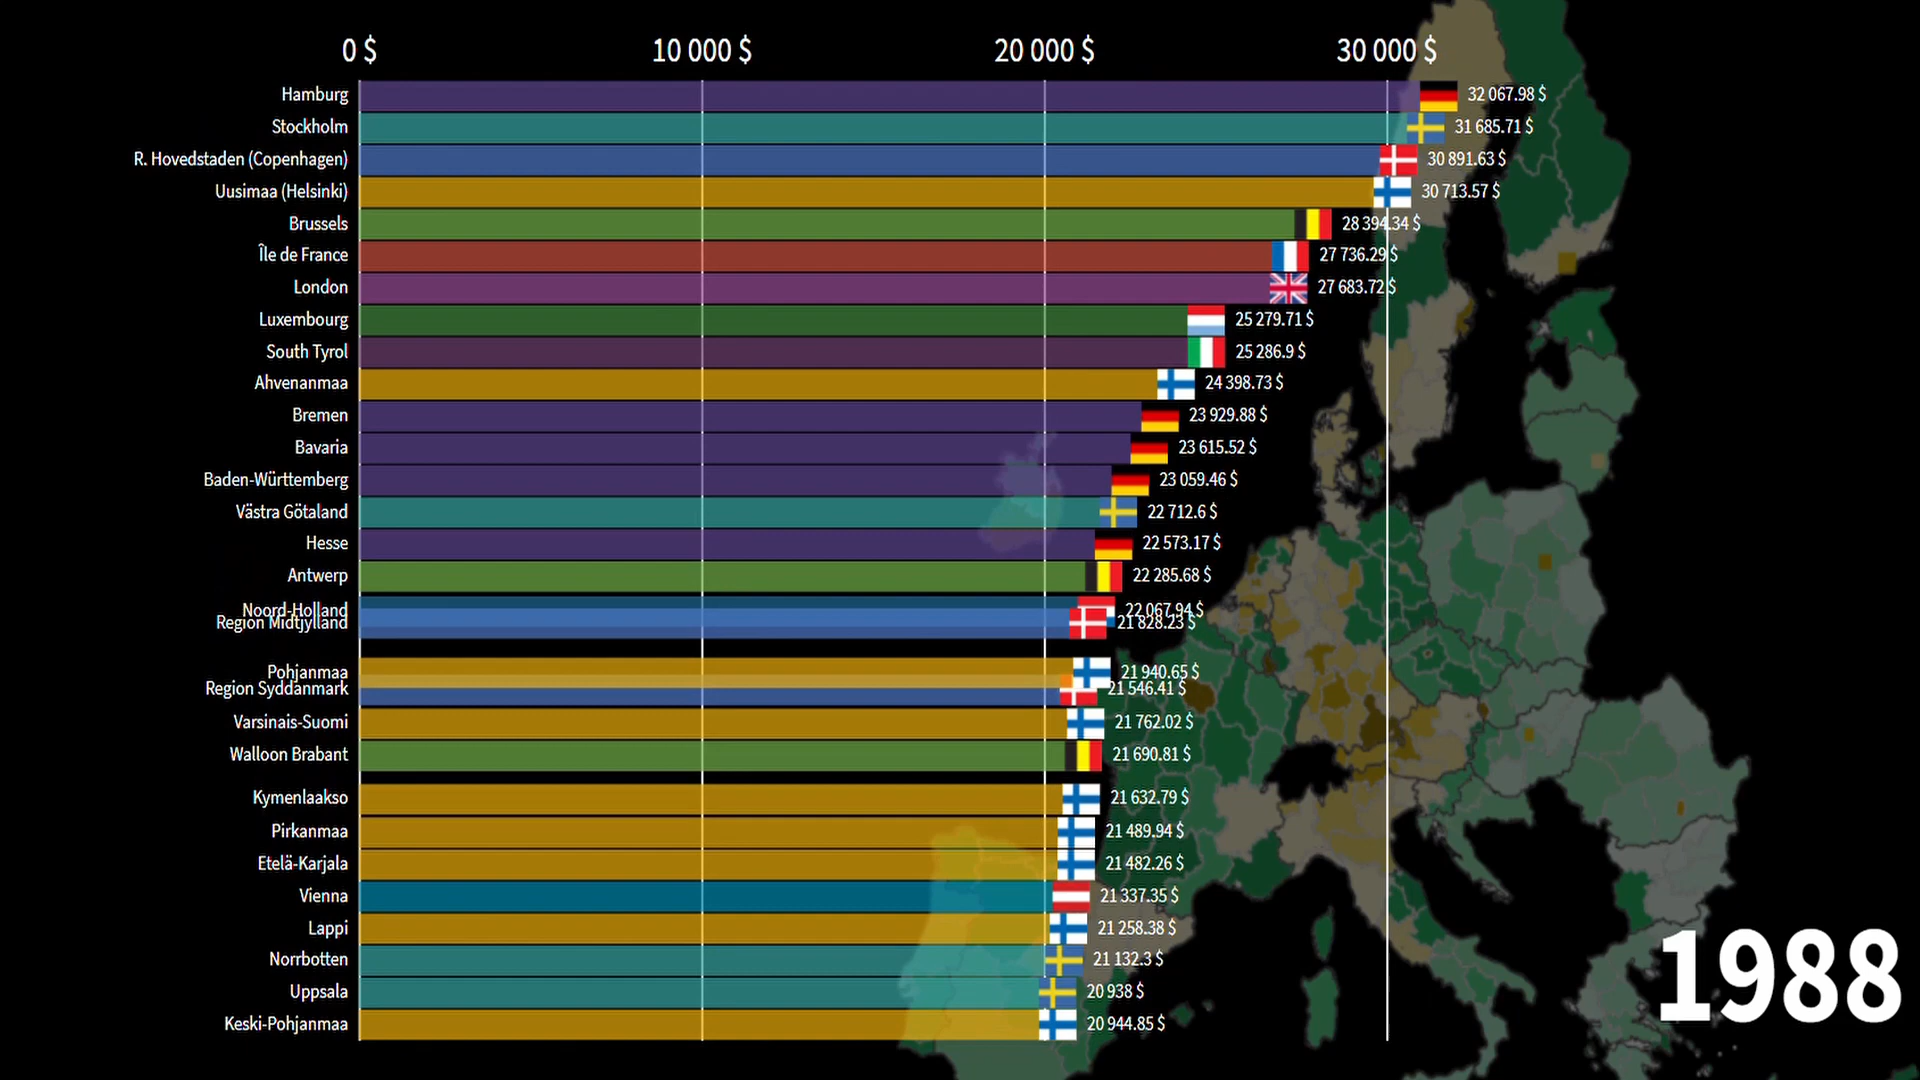 0 $ 10 000 $ 20 000 $ 30 000 $
Hamburg 32 067.98 $
Stockholm 31 685.71 $
R. Hovedstaden (Copenhagen) 30 891.63 $
Uusimaa (Helsinki) 30 713.57 $
Brussels 28 394.34 $
Île de France 27 736.29 $
London 27 683.72 $
Luxembourg 25 279.71 $
South Tyrol 25 286.9 $
Ahvenanmaa 24 398.73 $
Bremen 23 929.88 $
Bavaria 23 615.52 $
Baden-Württemberg 23 059.46 $
Västra Götaland 22 712.6 $
Hesse 22 573.17 $
Antwerp 22 285.68 $
Noord-Holland 22 067.94 $
Region Midtjylland 21 828.23 $
Pohjanmaa 21 940.65 $
Region Syddanmark 21 546.41 $
Varsinais-Suomi 21 762.02 $
Walloon Brabant 21 690.81 $
Kymenlaakso 21 632.79 $
Pirkanmaa 21 489.94 $
Etelä-Karjala 21 482.26 $
Vienna 21 337.35 $
Lappi 21 258.38 $
Norrbotten 21 132.3 $
Uppsala 20 938 $
Keski-Pohjanmaa 20 944.85 $
1988